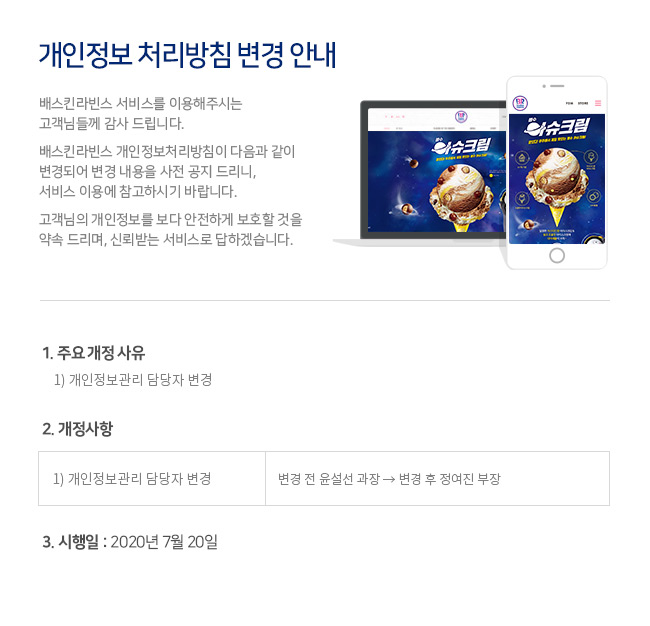 개인정보 처리방침 변경 안내
배스킨라빈스 서비스를 이용해주시는
고객님들께 감사 드립니다.
배스킨라빈스 개인정보처리방침이 다음과 같이
변경되어 변경 내용을 사전 공지 드리니,
서비스 이용에 참고하시기 바랍니다.
고객님의 개인정보를 보다 안전하게 보호할 것을
약속 드리며, 신뢰받는 서비스로 답하겠습니다.
아슈크림
아슈크림
1. 주요 개정 사유
1) 개인정보관리 담당자 변경
2. 개정사항
1) 개인정보관리 담당자 변경
변경 전 윤설선 과장 → 변경 후 정여진 부장
3. 시행일 : 2020년 7월 20일